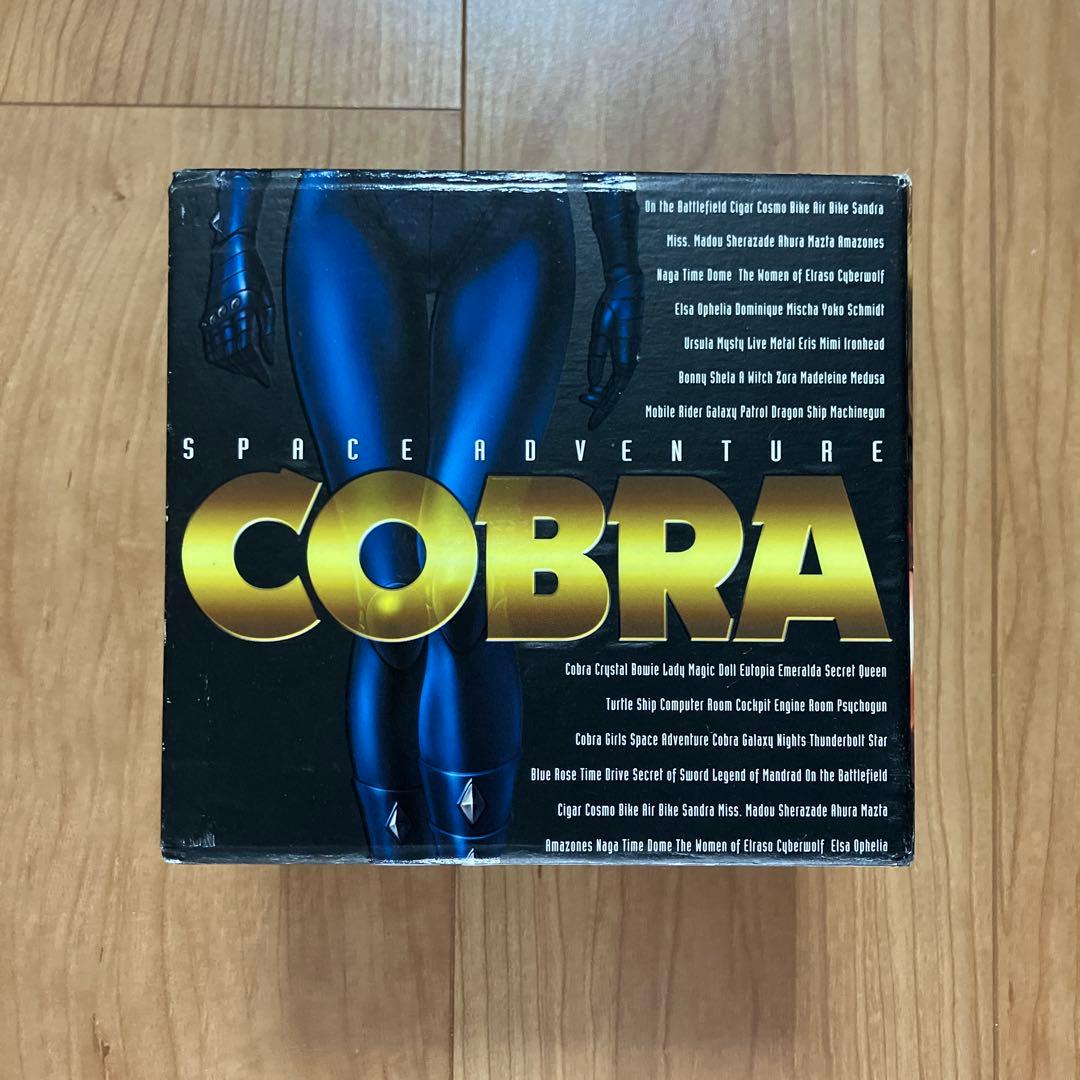 On the Battlefield Cigar Cosmo Bike Air Bike Sandra
Miss. Madou Sherazade Ahura Mazta Amazones
Naga Time Dome The Women of Elraso Cyberwolf
Elsa Ophelia Dominique Mischa Yoko Schmidt
Ursula Mysty Live Metal Eris Mimi Ironhead
Bonny Shela A Witch Zora Madeleine Medusa
Mobile Rider Galaxy Patrol Dragon Ship Machinegun
SPACE ADVENTURE
COBRA
Cobra Crystal Bowie Lady Magic Doll Eutopia Emeralda Secret Queen
Turtle Ship Computer Room Cockpit Engine Room Psychogun
Cobra Girls Space Adventure Cobra Galaxy Nights Thunderbolt Star
Blue Rose Time Drive Secret of Sword Legend of Mandrad On the Battlefield
Cigar Cosmo Bike Air Bike Sandra Miss. Madou Sherazade Ahura Mazta
Amazones Naga Time Dome The Women of Elraso Cyberwolf Elsa Ophelia